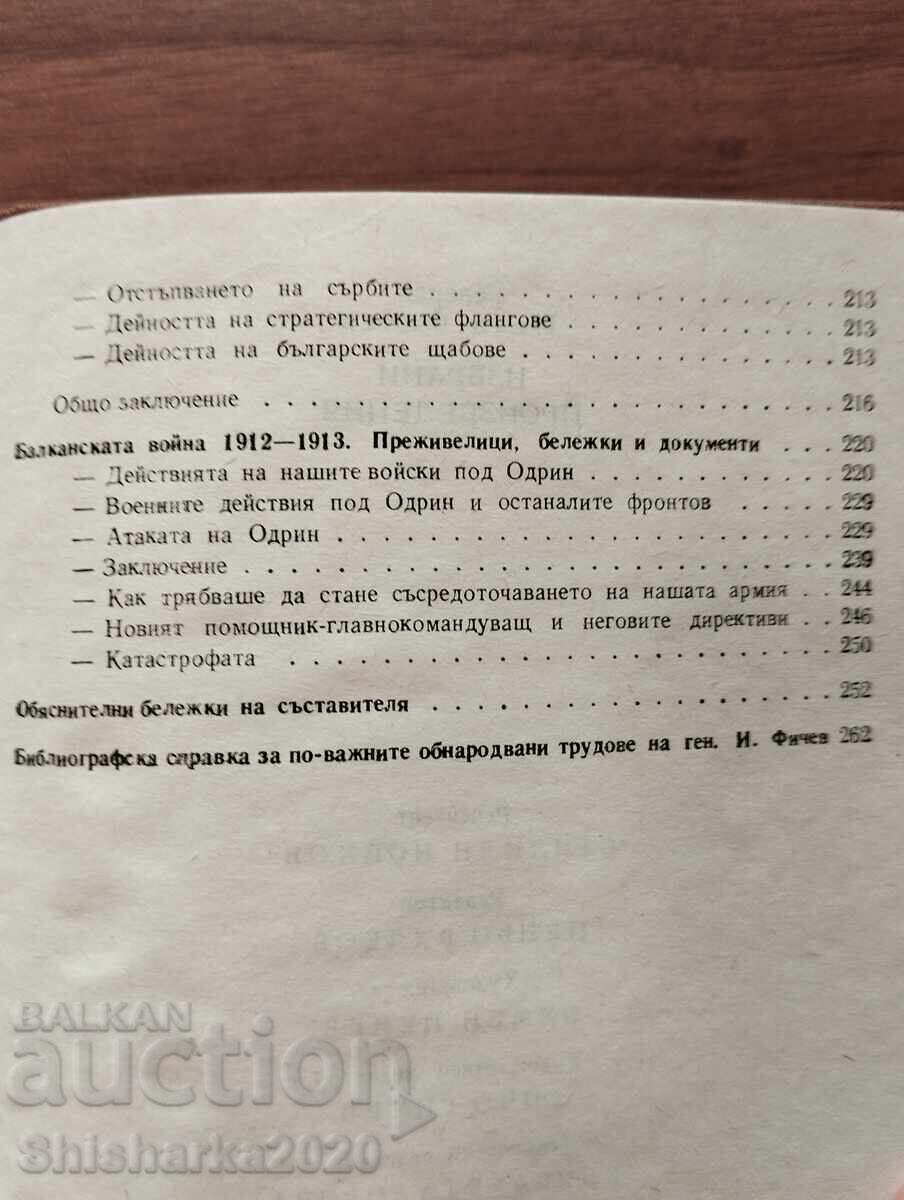 — Отстъпването на сърбите . . . . . . . . . . . . . . . . 213
— Дейността на стратегическите флангове . . . . . . . . . . 213
— Дейността на българските щабове . . . . . . . . . . . . 213
Общо заключение . . . . . . . . . . . . . . . . . . . . 216
Балканската война 1912—1913. Преживелици, бележки и документи . . . 220
— Действията на нашите войски под Одрин . . . . . . . . . . 220
— Военните действия под Одрин и останалите фронтов . . . . . 229
— Атаката на Одрин . . . . . . . . . . . . . . . . . . . 229
— Заключение . . . . . . . . . . . . . . . . . . . . . . 239
— Как трябваше да стане съсредоточаването на нашата армия . . 244
— Новият помощник-главнокомандуващ и неговите директиви . . 246
— Катастрофата . . . . . . . . . . . . . . . . . . . . . 250
Обяснителни бележки на съставителя . . . . . . . . . . . . . 252
Библиографска справка за по-важните обнародвани трудове на ген. И. Фичев 262
BALKAN
auction
Shisharka2020